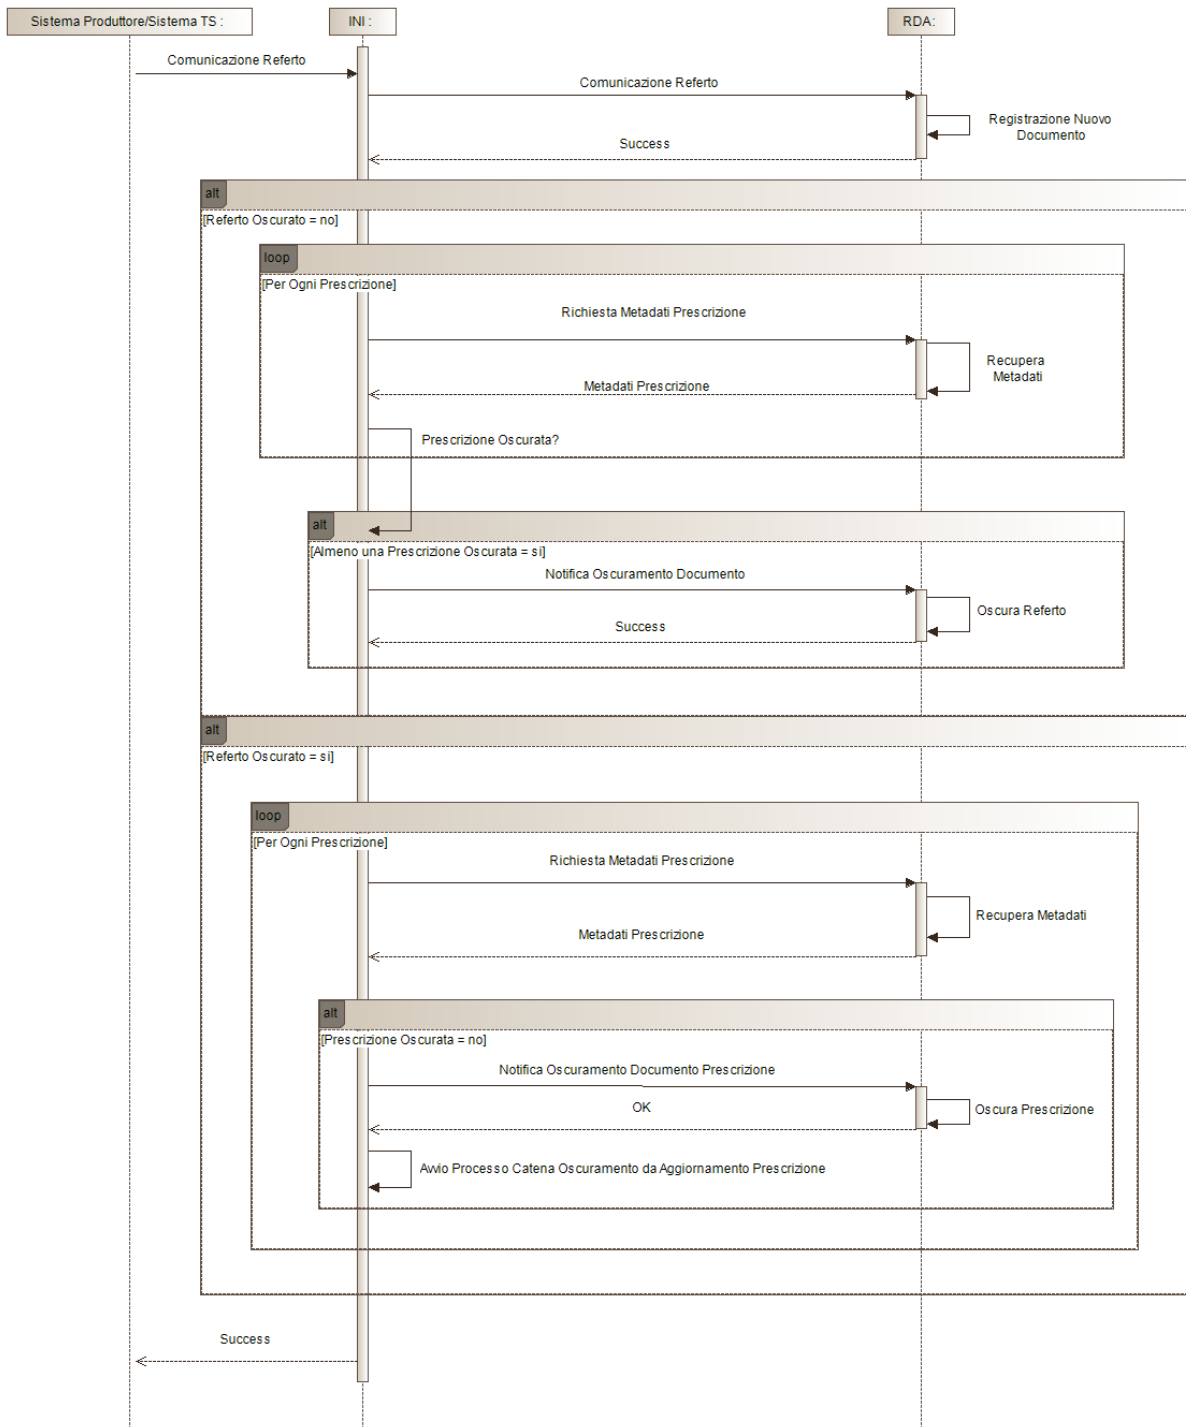 Sistema Produttore/Sistema TS :
INI :
RDA:
Comunicazione Referto
Comunicazione Referto
Registrazione Nuovo
Documento
Success
alt
[Referto Oscurato = no]
loop
[Per Ogni Prescrizione]
Richiesta Metadati Prescrizione
Recupera
Metadati
Metadati Prescrizione
Prescrizione Oscurata?
alt
[Almeno una Prescrizione Oscurata = si]
Notifica Oscuramento Documento
Oscura Referto
Success
alt
[Referto Oscurato = si]
loop
[Per Ogni Prescrizione]
Richiesta Metadati Prescrizione
Recupera Metadati
Metadati Prescrizione
alt
[Prescrizione Oscurata = no]
Notifica Oscuramento Documento Prescrizione
OK
Oscura Prescrizione
Avvio Processo Catena Oscuramento da Aggiornamento Prescrizione
Success